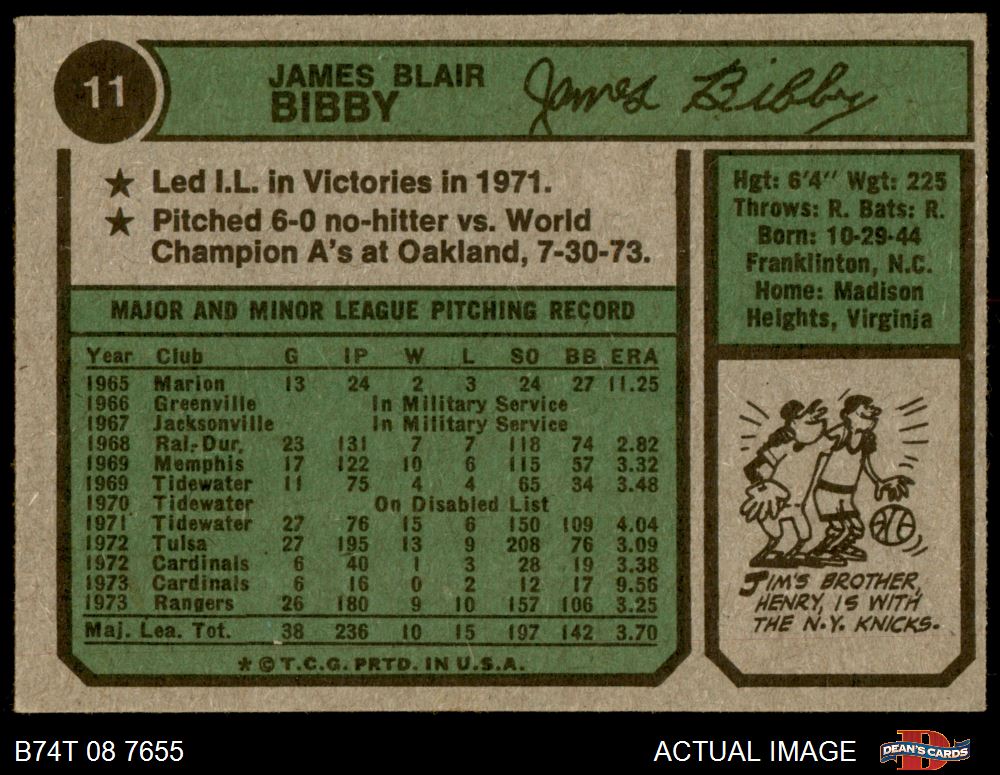 11
JAMES BLAIR
BIBBY
James Bibby
★ Led I.L. in Victories in 1971.
★ Pitched 6-0 no-hitter vs. World
Champion A's at Oakland, 7-30-73.
Hgt: 6'4'' Wgt: 225
Throws: R. Bats: R.
Born: 10-29-44
Franklinton, N.C.
Home: Madison
Heights, Virginia
MAJOR AND MINOR LEAGUE PITCHING RECORD
Year Club G IP W L SO BB ERA
1965 Marion 13 24 2 3 24 27 11.25
1966 Greenville In Military Service
1967 Jacksonville In Military Service
1968 Ral.-Dur. 23 131 7 7 118 74 2.82
1969 Memphis 17 122 10 6 115 57 3.32
1969 Tidewater 11 75 4 4 65 34 3.48
1970 Tidewater On Disabled List
1971 Tidewater 27 76 15 6 150 109 4.04
1972 Tulsa 27 195 13 9 208 76 3.09
1972 Cardinals 6 40 1 3 28 19 3.38
1973 Cardinals 6 16 0 2 12 17 9.56
1973 Rangers 26 180 9 10 157 106 3.25
Maj. Lea. Tot. 38 236 10 15 197 142 3.70
★ © T.C.G. PRTD. IN U.S.A.
JIM'S BROTHER,
HENRY, IS WITH
THE N.Y. KNICKS.
B74T 08 7655
ACTUAL IMAGE
DEAN'S CARDS